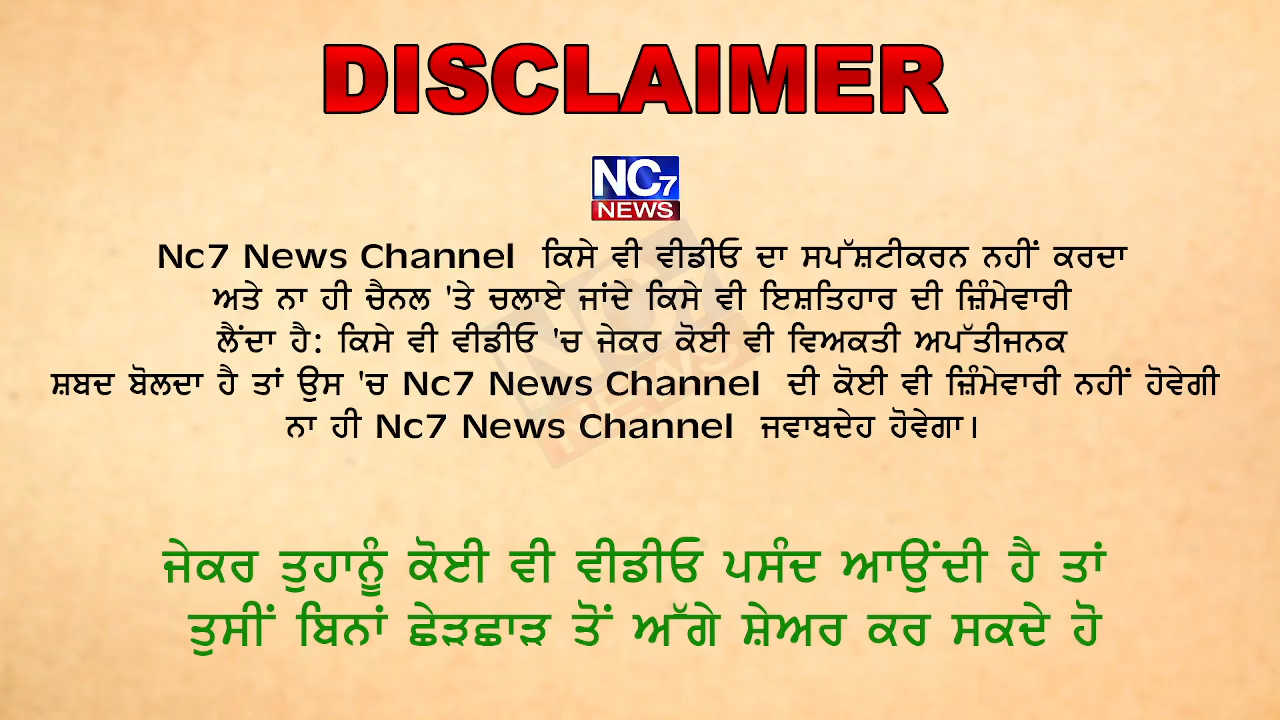 DISCLAIMER
NC7
NEWS
Nc7 News Channel ਕਿਸੇ ਵੀ ਵੀਡੀਓ ਦਾ ਸਪੱਸ਼ਟੀਕਰਨ ਨਹੀਂ ਕਰਦਾ
ਅਤੇ ਨਾ ਹੀ ਚੈਨਲ 'ਤੇ ਚਲਾਏ ਜਾਂਦੇ ਕਿਸੇ ਵੀ ਇਸ਼ਤਿਹਾਰ ਦੀ ਜ਼ਿੰਮੇਵਾਰੀ
ਲੈਂਦਾ ਹੈ: ਕਿਸੇ ਵੀ ਵੀਡੀਓ 'ਚ ਜੇਕਰ ਕੋਈ ਵੀ ਵਿਅਕਤੀ ਅਪੱਤੀਜਨਕ
ਸ਼ਬਦ ਬੋਲਦਾ ਹੈ ਤਾਂ ਉਸ 'ਚ Nc7 News Channel ਦੀ ਕੋਈ ਵੀ ਜ਼ਿੰਮੇਵਾਰੀ ਨਹੀਂ ਹੋਵੇਗੀ
ਨਾ ਹੀ Nc7 News Channel ਜਵਾਬਦੇਹ ਹੋਵੇਗਾ।
ਜੇਕਰ ਤੁਹਾਨੂੰ ਕੋਈ ਵੀ ਵੀਡੀਓ ਪਸੰਦ ਆਉਂਦੀ ਹੈ ਤਾਂ
ਤੁਸੀਂ ਬਿਨਾਂ ਛੇੜਛਾੜ ਤੋਂ ਅੱਗੇ ਸ਼ੇਅਰ ਕਰ ਸਕਦੇ ਹੋ